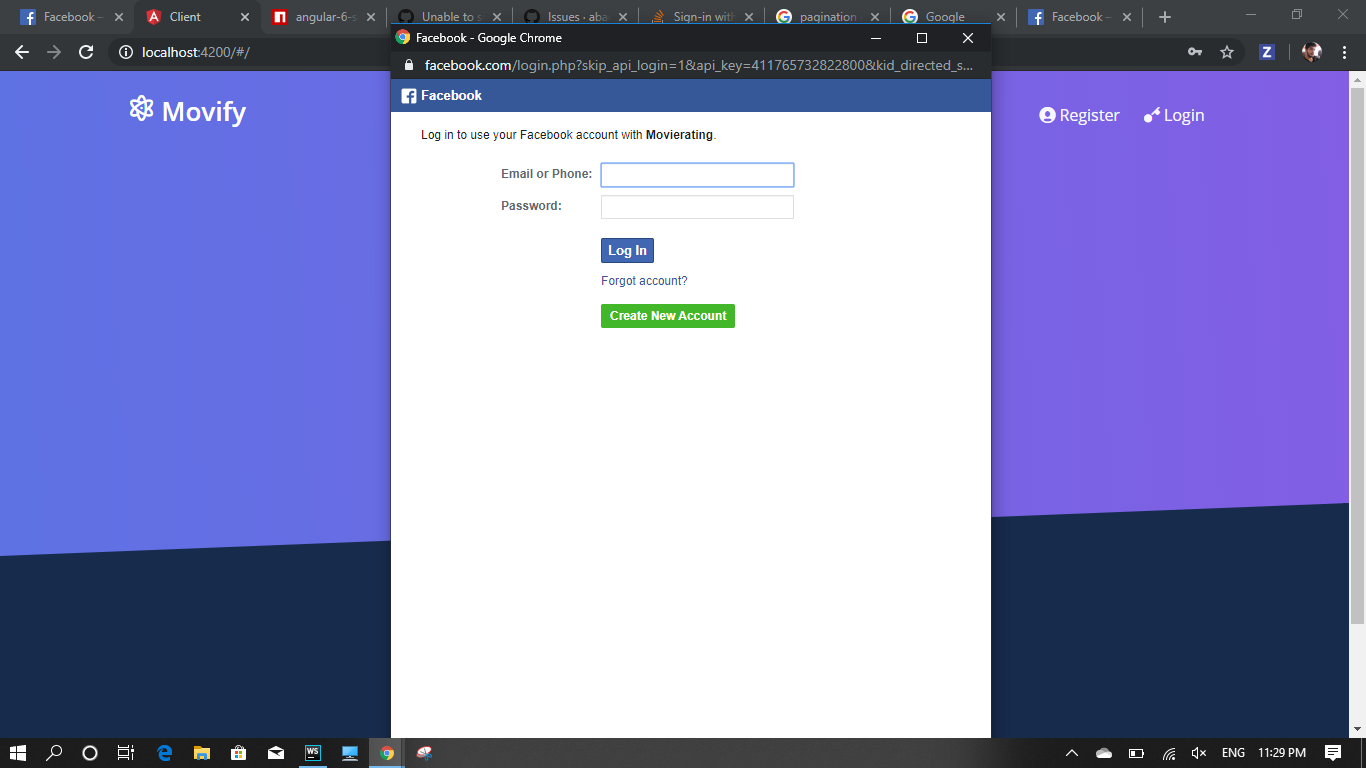 Facebook –
Client
angular-6-s
Unable to s
Issues · aba
Sign-in with
pagination
Google
Facebook –
Facebook - Google Chrome
localhost:4200/#/
facebook.com/login.php?skip_api_login=1&api_key=411765732822800&kid_directed_s...
Z
Facebook
Movify
Register
Login
Log in to use your Facebook account with Movierating.
Email or Phone:
Password:
Log In
Forgot account?
Create New Account
WS
ENG
11:29 PM